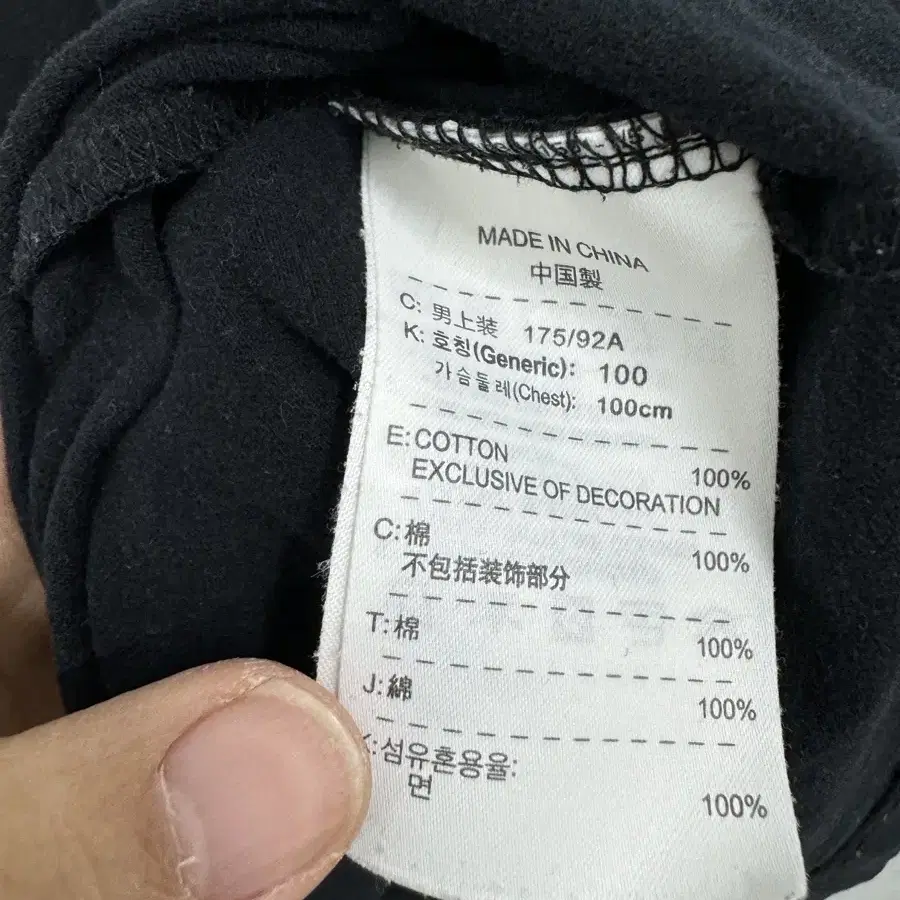 MADE IN CHINA
中国製
C: 男上装 175/92A
K: 호칭(Generic): 100
가슴둘레(Chest): 100cm
E: COTTON 100%
EXCLUSIVE OF DECORATION
C: 棉 100%
不包括装饰部分
T: 棉 100%
J: 綿 100%
K: 섬유혼용율:
면 100%